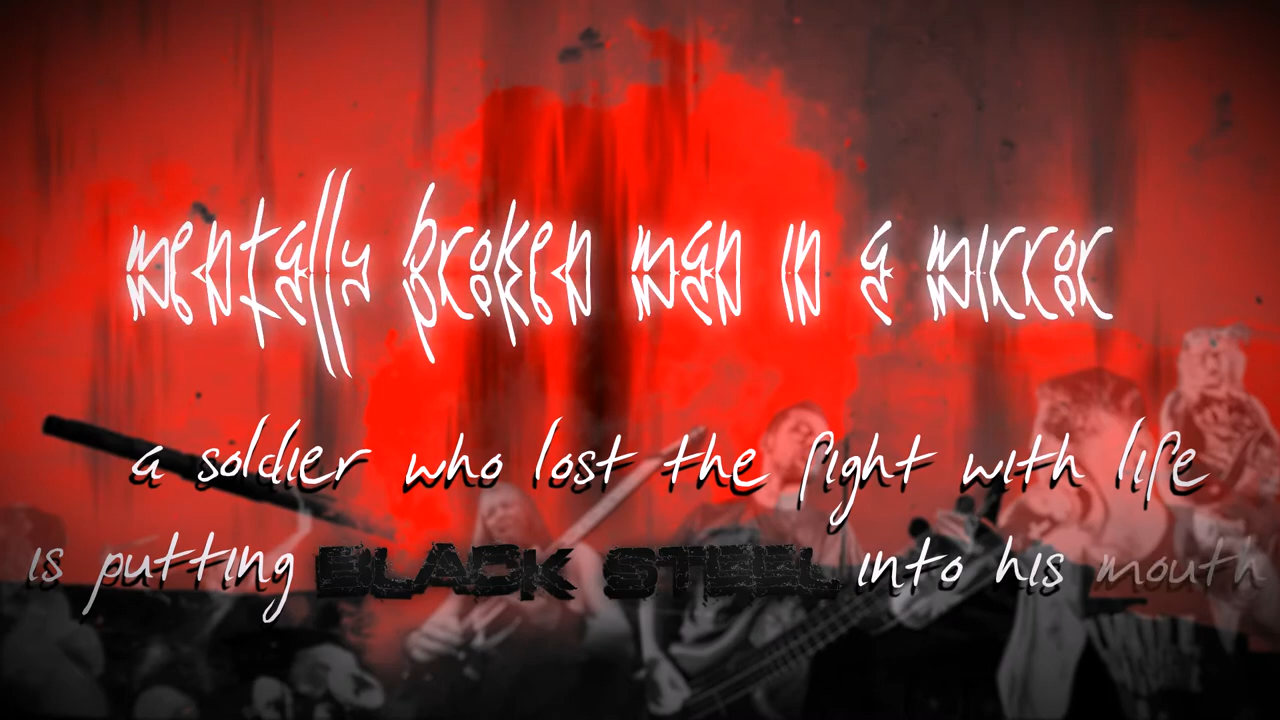 mentally broken man in a mirror
a soldier who lost the fight with life
is putting BLACK STEEL into his mouth